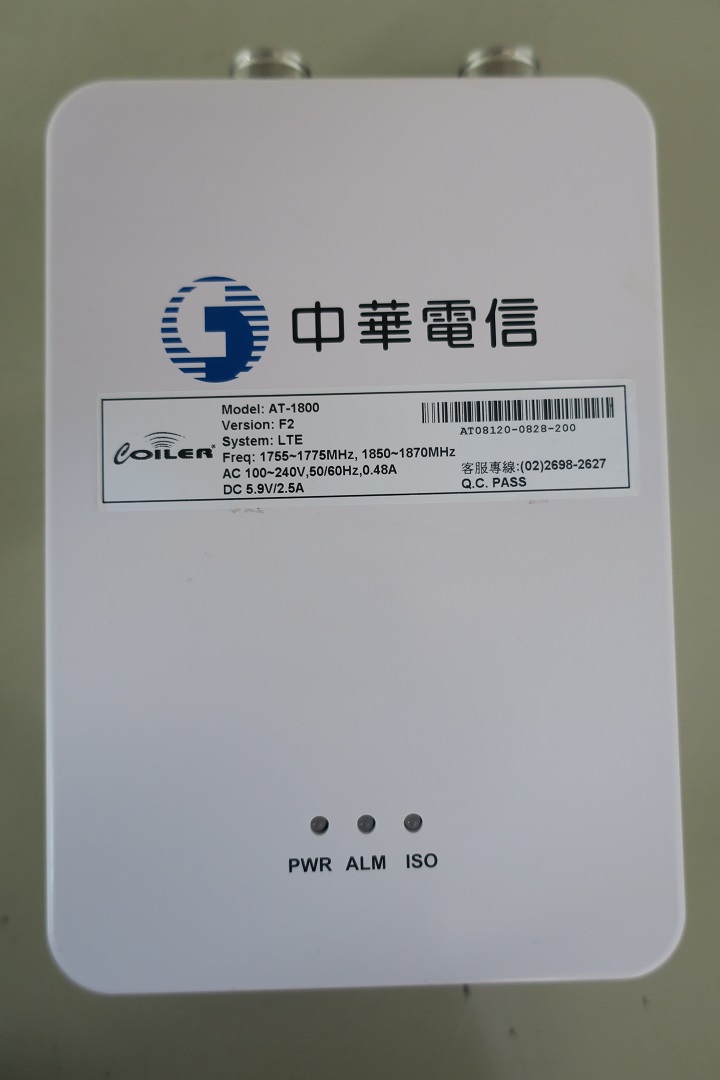 中華電信
COILER
Model: AT-1800
Version: F2
System: LTE
Freq: 1755~1775MHz, 1850~1870MHz
AC 100~240V,50/60Hz,0.48A
DC 5.9V/2.5A
AT08120-0828-200
客服專線:(02)2698-2627
Q.C. PASS
PWR ALM ISO